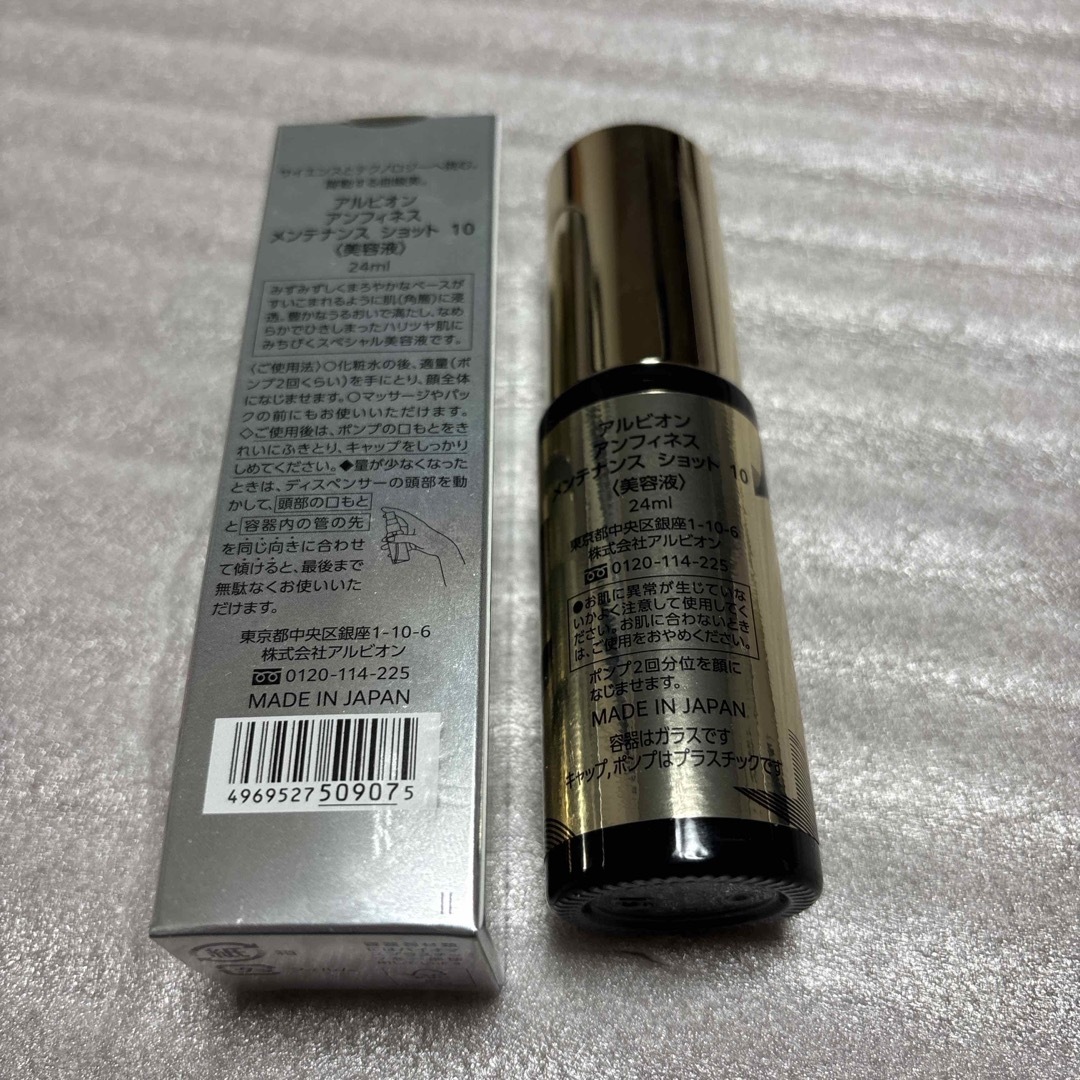 サイエンスとテクノロジーへ挑む。
躍動する曲線美。
アルビオン
アンフィネス
メンテナンス ショット 10
〈美容液〉
24ml
みずみずしくまろやかなベースが
すいこまれるように肌(角層)に浸
透。豊かなうるおいで満たし、なめ
らかでひきしまったハリツヤ肌に
みちびくスペシャル美容液です。
〈ご使用法〉○化粧水の後、適量(ポ
ンプ2回くらい)を手にとり、顔全体
になじませます。○マッサージやパッ
クの前にもお使いいただけます。
◇ご使用後は、ポンプの口もとをき
れいにふきとり、キャップをしっかり
しめてください。◆量が少なくなった
ときは、ディスペンサーの頭部を動
かして、頭部の口もと
と容器内の管の先
を同じ向きに合わせ
て傾けると、最後まで
無駄なくお使いいた
だけます。
東京都中央区銀座1-10-6
株式会社アルビオン
0120-114-225
MADE IN JAPAN
4969527509075
紙
アルビオン
アンフィネス
メンテナンス ショット 10
〈美容液〉
24ml
東京都中央区銀座1-10-6
株式会社アルビオン
0120-114-225
●お肌に異常が生じていな
いかよく注意して使用してく
ださい。お肌に合わないとき
は、ご使用をおやめください。
ポンプ2回分位を顔に
なじませます。
MADE IN JAPAN
容器はガラスです
キャップ,ポンプはプラスチックです